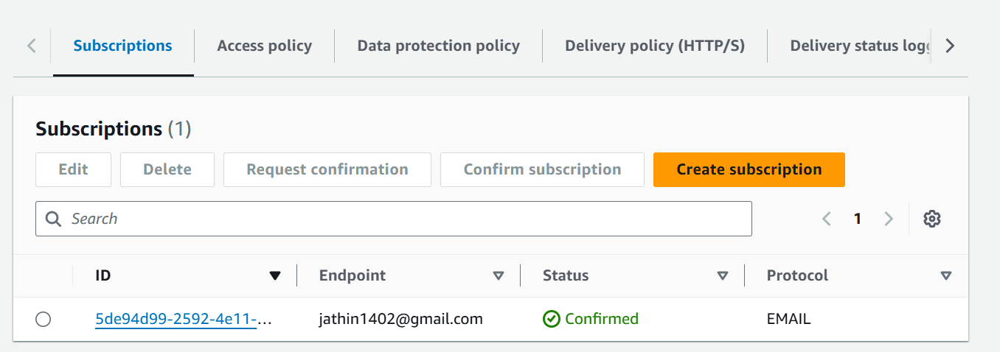 Subscriptions Access policy Data protection policy Delivery policy (HTTP/S) Delivery status log
Subscriptions (1)
Edit Delete Request confirmation Confirm subscription Create subscription
Search 1
ID Endpoint Status Protocol
5de94d99-2592-4e11-... jathin1402@gmail.com Confirmed EMAIL